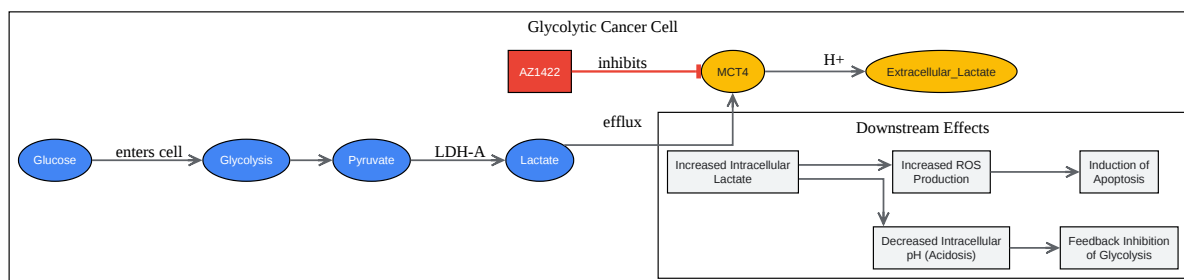 Glycolytic Cancer Cell
AZ1422
inhibits
MCT4
H+
Extracellular_Lactate
efflux
Glucose
enters cell
Glycolysis
Pyruvate
LDH-A
Lactate
Downstream Effects
Increased Intracellular
Lactate
Increased ROS
Production
Induction of
Apoptosis
Decreased Intracellular
pH (Acidosis)
Feedback Inhibition
of Glycolysis